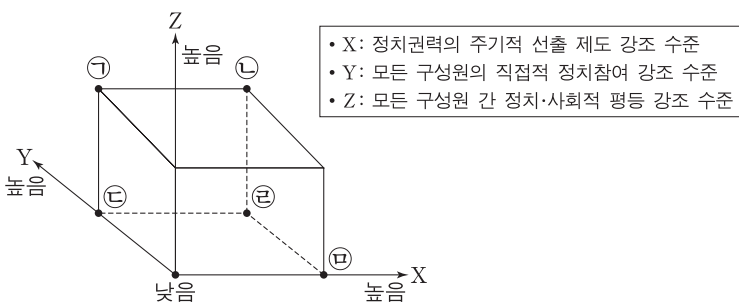 Z
높음
㉠
㉡
Y
높음
㉢
㉣
㉤
X
낮음
높음
• X: 정치권력의 주기적 선출 제도 강조 수준
• Y: 모든 구성원의 직접적 정치참여 강조 수준
• Z: 모든 구성원 간 정치·사회적 평등 강조 수준